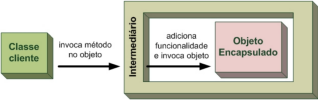 Classe
cliente
invoca método
no objeto
Intermediário
adiciona
funcionalidade
e invoca objeto
Objeto
Encapsulado